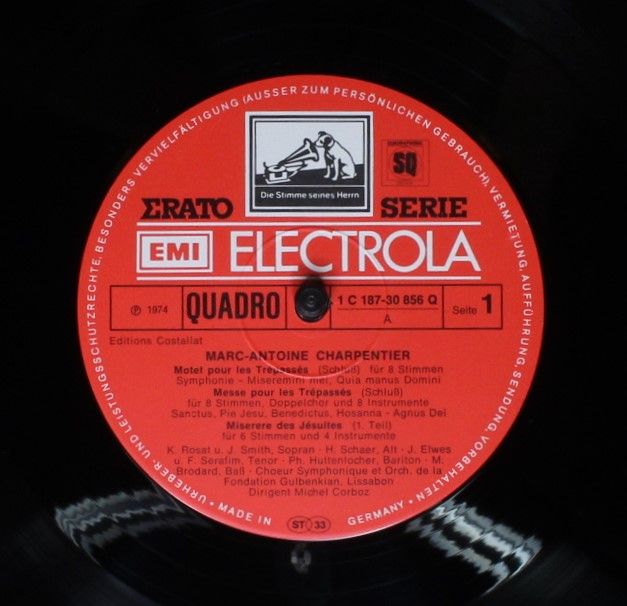 URHEBER- UND LEISTUNGSSCHUTZRECHTE, BESONDERS VERVIELFÄLTIGUNG (AUSSER ZUM PERSÖNLICHEN GEBRAUCH), VERMIETUNG, AUFFÜHRUNG, SENDUNG, VORBEHALTEN •
Die Stimme seines Herrn
SQ
ΣRATO SERIE
EMI ELECTROLA
℗ 1974
QUADRO
1 C 187-30 856 Q
A
Seite 1
Editions Costallat
MARC-ANTOINE CHARPENTIER
Motet pour les Trépassés (Schluß) für 8 Stimmen
Symphonie - Miseremini mei, Quia manus Domini
Messe pour les Trépassés (Schluß)
für 8 Stimmen, Doppelchor und 8 Instrumente
Sanctus, Pie Jesu, Benedictus, Hosanna - Agnus Dei
Miserere des Jésuites (1. Teil)
für 6 Stimmen und 4 Instrumente
K. Rosat u. J. Smith, Sopran · H. Schaer, Alt · J. Elwes
u. F. Serafim, Tenor · Ph. Huttenlocher, Bariton · M.
Brodard, Baß · Choeur Symphonique et Orch. de la
Fondation Gulbenkian, Lissabon
Dirigent Michel Corboz
• MADE IN GERMANY •
ST 33